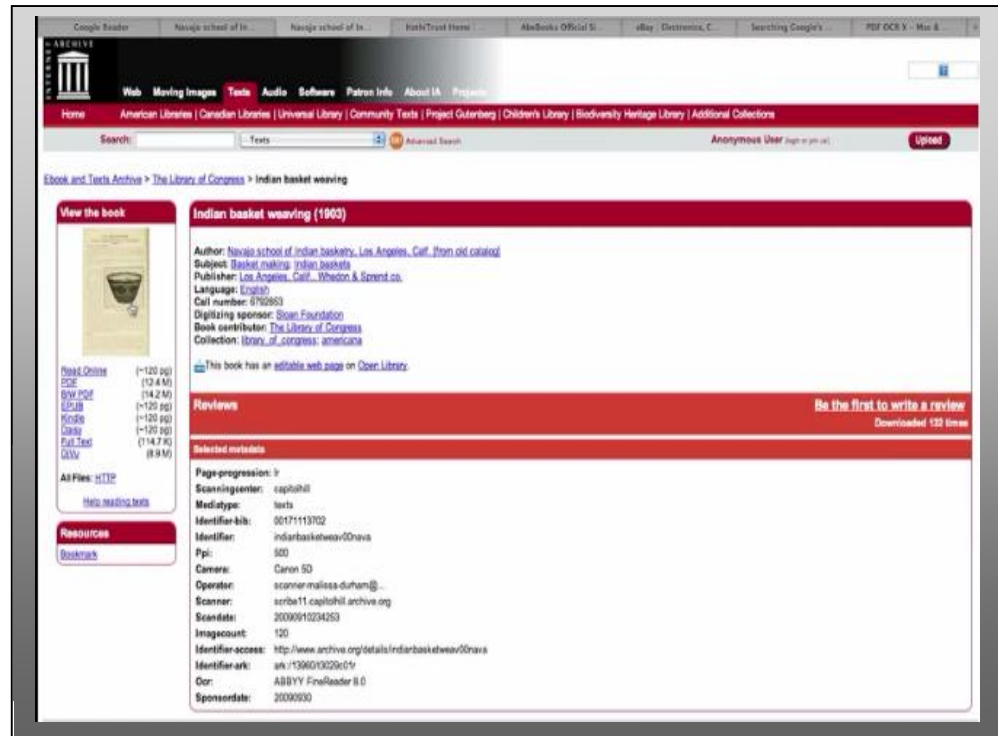 Google Reader
Navajo school of In...
Navajo school of In...
HathiTrust Home | ...
AbeBooks Official Si...
eBay - Electronics, C...
Searching Google's ...
PDF OCR X - Mac & ...
INTERNET ARCHIVE
Web Moving Images Texts Audio Software Patron Info About IA Projects
Home American Libraries | Canadian Libraries | Universal Library | Community Texts | Project Gutenberg | Children's Library | Biodiversity Heritage Library | Additional Collections
Search: Texts GO Advanced Search Anonymous User (login or join us) Upload
Ebook and Texts Archive > The Library of Congress > Indian basket weaving
View the book
Read Online (~120 pg)
PDF (12.4 M)
B/W PDF (14.2 M)
EPUB (~120 pg)
Kindle (~120 pg)
Daisy (~120 pg)
Full Text (114.7 K)
DjVu (8.9 M)
All Files: HTTP
Help reading texts
Resources
Bookmark
Indian basket weaving (1903)
Author: Navajo school of Indian basketry, Los Angeles, Calf. [from old catalog]
Subject: Basket making; Indian baskets
Publisher: Los Angeles, Calif., Whedon & Spreng co.
Language: English
Call number: 6792653
Digitizing sponsor: Sloan Foundation
Book contributor: The Library of Congress
Collection: library_of_congress; americana
This book has an editable web page on Open Library.
Reviews
Be the first to write a review
Downloaded 132 times
Selected metadata
Page-progression: lr
Scanningcenter: capitolhill
Mediatype: texts
Identifier-bib: 00171113702
Identifier: indianbasketweav00nava
Ppi: 500
Camera: Canon 5D
Operator: scanner-malissa-durham@...
Scanner: scribe11.capitolhill.archive.org
Scandate: 20090910234253
Imagecount: 120
Identifier-access: http://www.archive.org/details/indianbasketweav00nava
Identifier-ark: ark:/13960/t3029c01r
Ocr: ABBYY FineReader 8.0
Sponsordate: 20090930